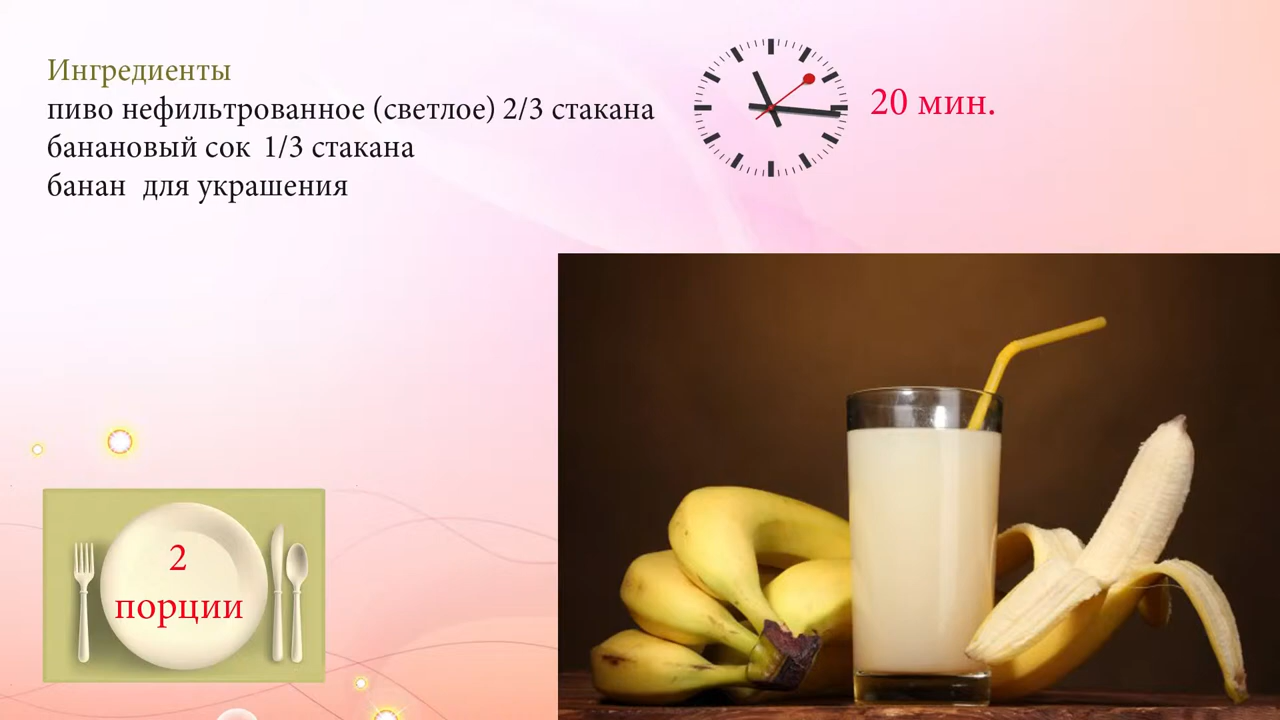 Ингредиенты
пиво нефильтрованное (светлое) 2/3 стакана
банановый сок 1/3 стакана
банан для украшения
20 мин.
2
порции